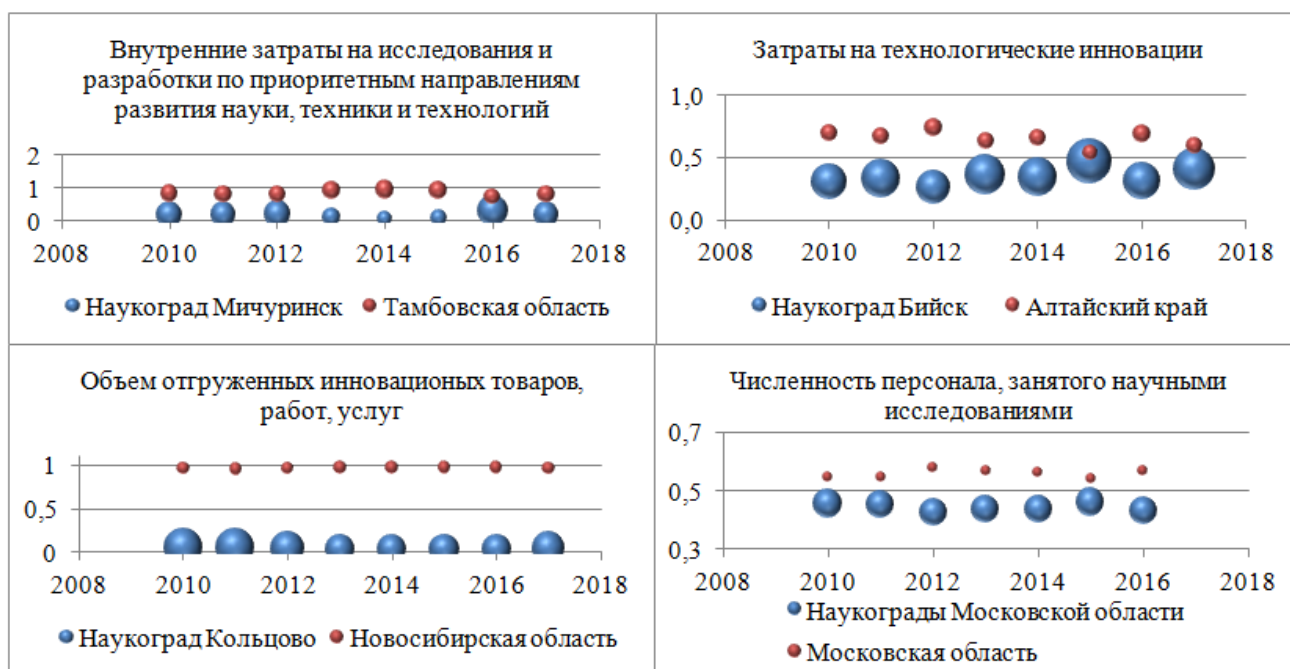 Внутренние затраты на исследования и
разработки по приоритетным направлениям
развития науки, техники и технологий
2
1
0
2008 2010 2012 2014 2016 2018
Наукоград Мичуринск Тамбовская область
Затраты на технологические инновации
1,0
0,5
0,0
2008 2010 2012 2014 2016 2018
Наукоград Бийск Алтайский край
Объем отгруженных инновационых товаров,
работ, услуг
1
0,5
0
2008 2010 2012 2014 2016 2018
Наукоград Кольцово Новосибирская область
Численность персонала, занятого научными
исследованиями
0,7
0,5
0,3
2008 2010 2012 2014 2016 2018
Наукограды Московской области
Московская область